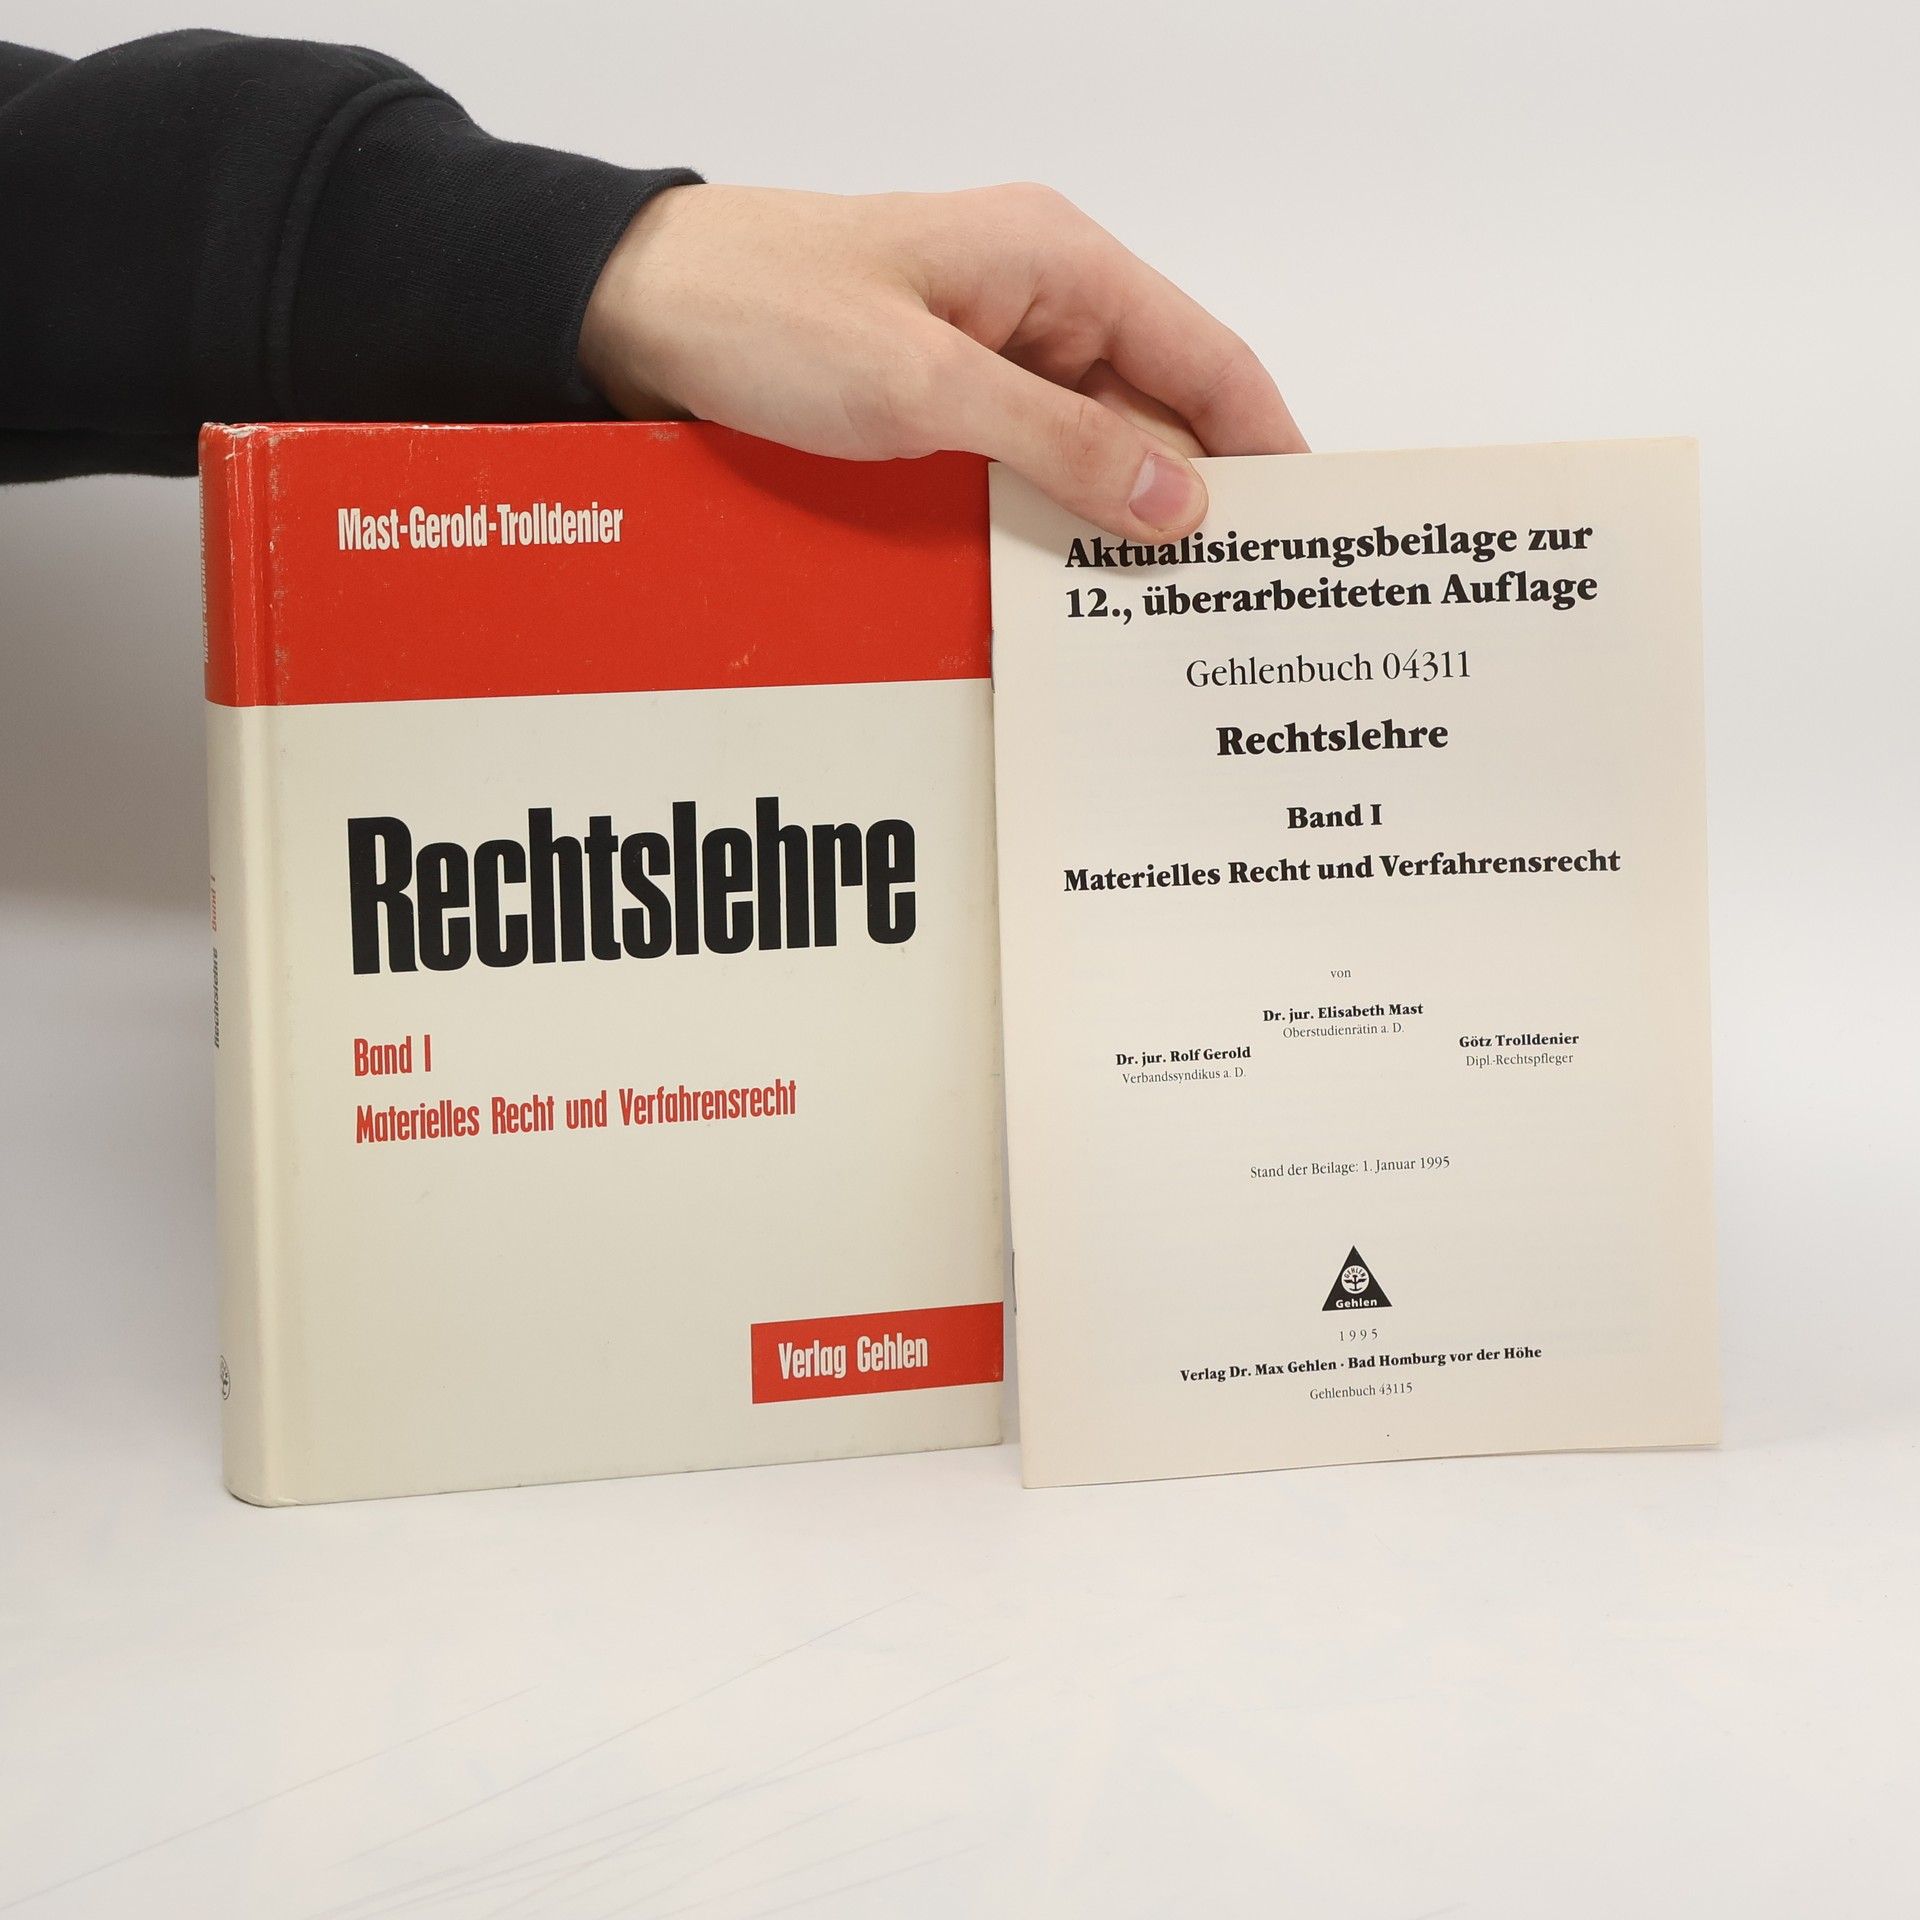 Mast-Gerold-Trolldenier
Rechtslehre
Band I
Materielles Recht und Verfahrensrecht
Verlag Gehlen
Rechtslehre Band I
Aktualisierungsbeilage zur
12., überarbeiteten Auflage
Gehlenbuch 04311
Rechtslehre
Band I
Materielles Recht und Verfahrensrecht
von
Dr. jur. Elisabeth Mast
Oberstudienrätin a. D.
Dr. jur. Rolf Gerold
Verbandssyndikus a. D.
Götz Trolldenier
Dipl.-Rechtspfleger
Stand der Beilage: 1. Januar 1995
GEHLEN
Gehlen
1995
Verlag Dr. Max Gehlen · Bad Homburg vor der Höhe
Gehlenbuch 43115